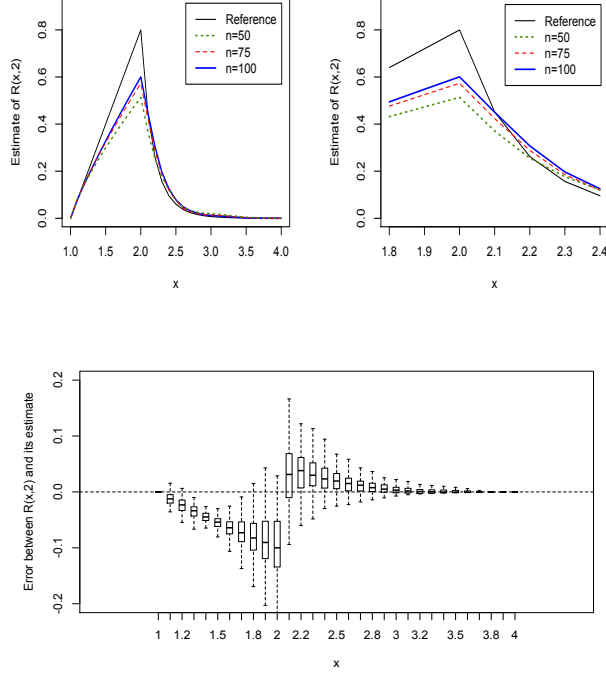 Estimate of R(x,2)
0.0 0.2 0.4 0.6 0.8
Reference
n=50
n=75
n=100
1.0 1.5 2.0 2.5 3.0 3.5 4.0
x
Estimate of R(x,2)
0.0 0.2 0.4 0.6 0.8
Reference
n=50
n=75
n=100
1.8 1.9 2.0 2.1 2.2 2.3 2.4
x
Error between R(x,2) and its estimate
-0.2 -0.1 0.0 0.1 0.2
1 1.2 1.5 1.8 2 2.2 2.5 2.8 3 3.2 3.5 3.8 4
x